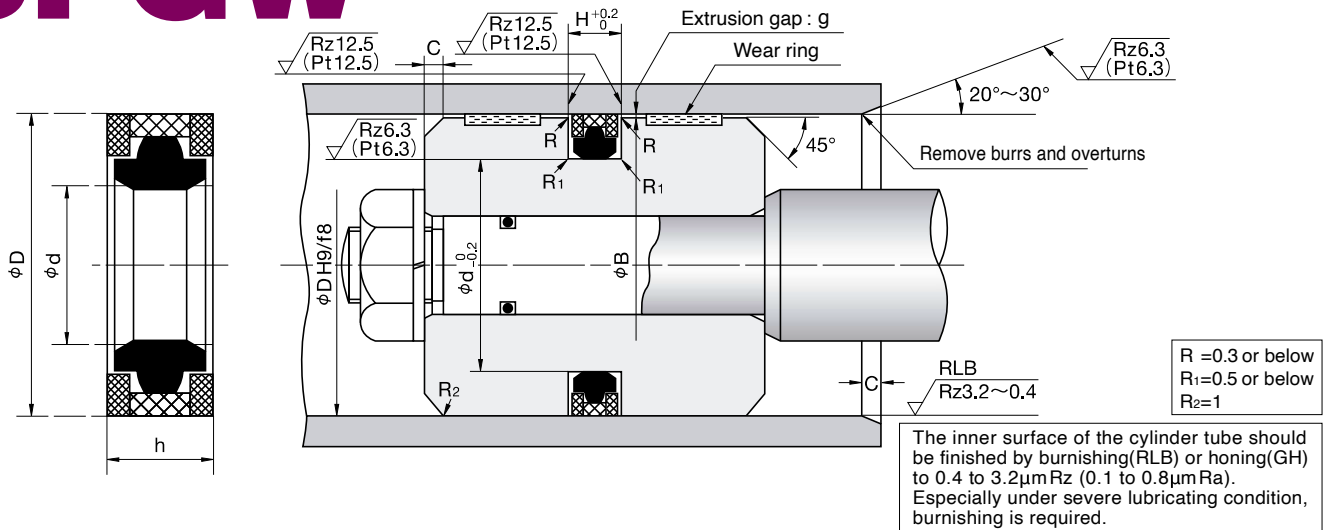 Rz12.5
(Pt12.5)
C
Rz12.5
(Pt12.5)
H +0.2 0
Extrusion gap : g
Wear ring
Rz6.3
(Pt6.3)
20°～30°
Rz6.3
(Pt6.3)
R
R
45°
Remove burrs and overturns
R1
R1
φD
φd
φDH9/f8
φd 0 -0.2
φB
R2
RLB
Rz3.2～0.4
C
h
R =0.3 or below
R1=0.5 or below
R2=1
The inner surface of the cylinder tube should
be finished by burnishing(RLB) or honing(GH)
to 0.4 to 3.2μmRz (0.1 to 0.8μmRa).
Especially under severe lubricating condition,
burnishing is required.